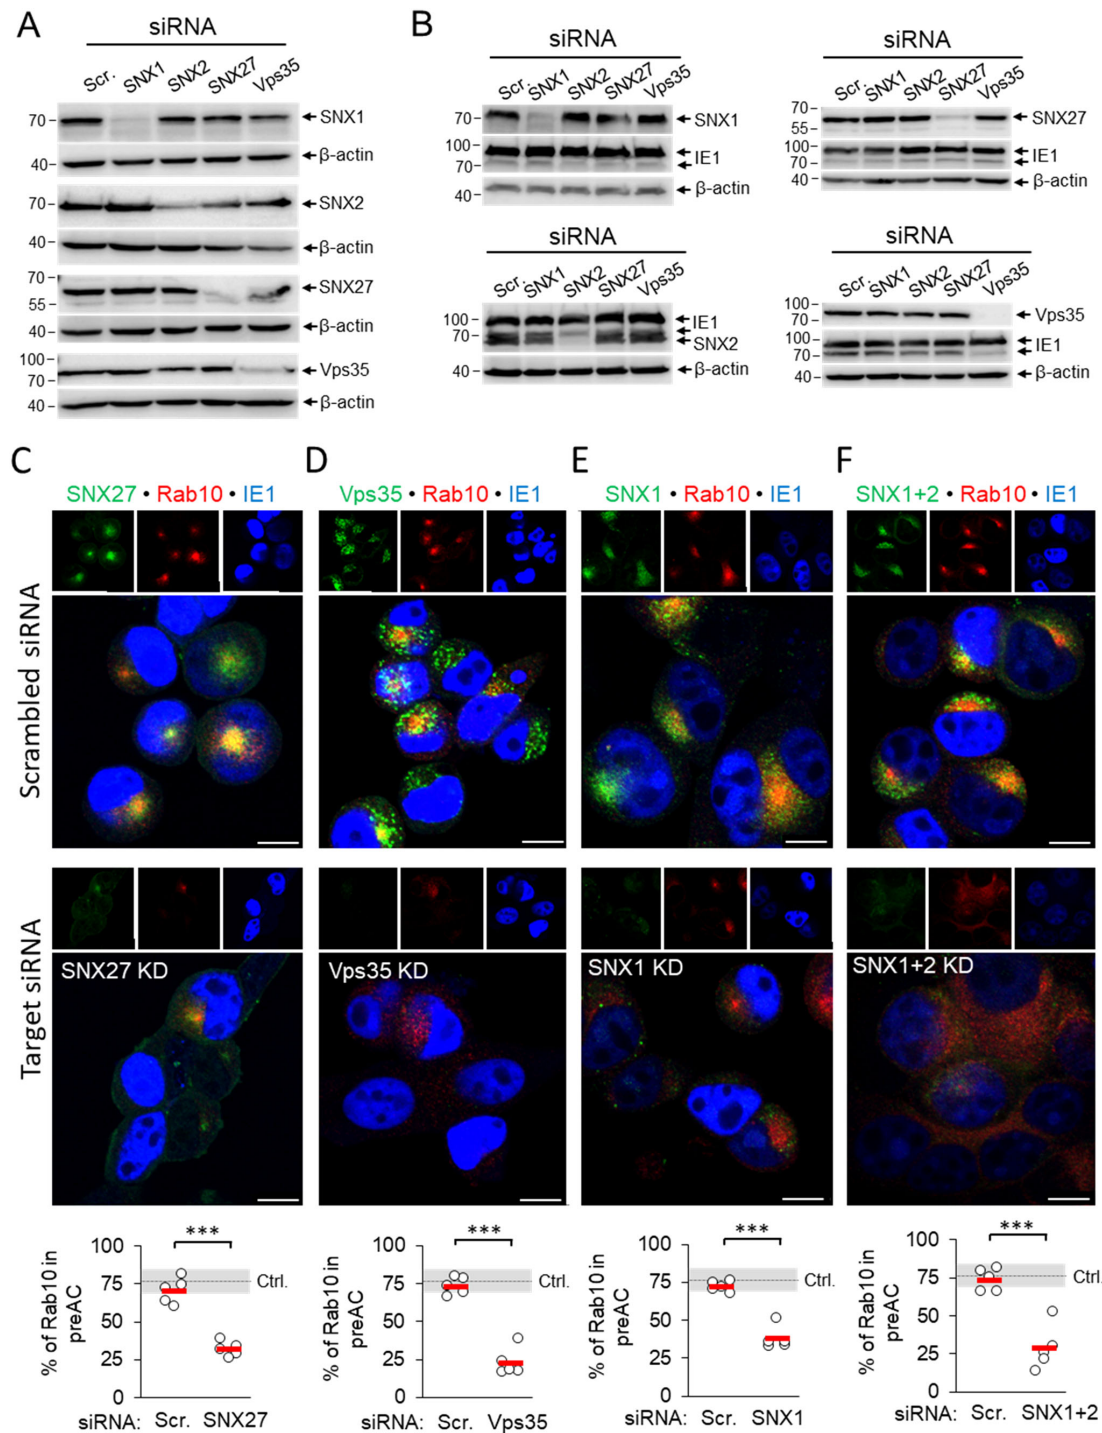 A
siRNA
Scr. SNX1 SNX2 SNX27 Vps35
70
SNX1
40
β-actin
70
SNX2
40
β-actin
70
55
SNX27
40
β-actin
100
70
Vps35
40
β-actin
B
siRNA
Scr. SNX1 SNX2 SNX27 Vps35
70
SNX1
100
70
IE1
40
β-actin
siRNA
Scr. SNX1 SNX2 SNX27 Vps35
70
55
SNX27
100
70
IE1
40
β-actin
siRNA
Scr. SNX1 SNX2 SNX27 Vps35
100
70
IE1
SNX2
40
β-actin
siRNA
Scr. SNX1 SNX2 SNX27 Vps35
100
70
Vps35
100
70
IE1
40
β-actin
C D E F
SNX27 • Rab10 • IE1
Vps35 • Rab10 • IE1
SNX1 • Rab10 • IE1
SNX1+2 • Rab10 • IE1
Scrambled siRNA
Target siRNA
SNX27 KD
Vps35 KD
SNX1 KD
SNX1+2 KD
% of Rab10 in
preAC
100
75
50
25
0
***
Ctrl.
siRNA: Scr. SNX27
% of Rab10 in
preAC
100
75
50
25
0
***
Ctrl.
siRNA: Scr. Vps35
% of Rab10 in
preAC
100
75
50
25
0
***
Ctrl.
siRNA: Scr. SNX1
% of Rab10 in
preAC
100
75
50
25
0
***
Ctrl.
siRNA: Scr. SNX1+2